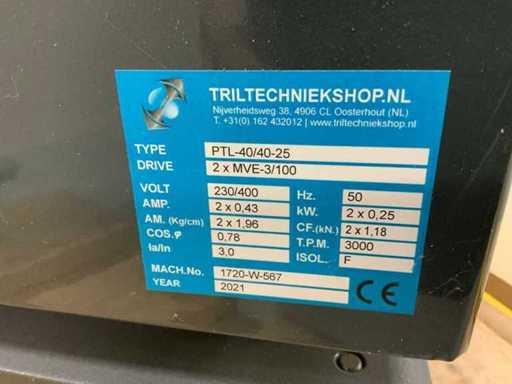 TRILTECHNIEKSHOP.NL
Nijverheidsweg 38, 4906 CL Oosterhout (NL)
T. +31(0) 162 432012 | www.triltechniekshop.nl
TYPE PTL-40/40-25
DRIVE 2 x MVE-3/100
VOLT 230/400 Hz. 50
AMP. 2 x 0,43 kW. 2 x 0,25
AM. (Kg/cm) 2 x 1,96 CF.(kN.) 2 x 1,18
COS.φ 0,78 T.P.M. 3000
Ia/In 3,0 ISOL. F
MACH.No. 1720-W-567
YEAR 2021
CE